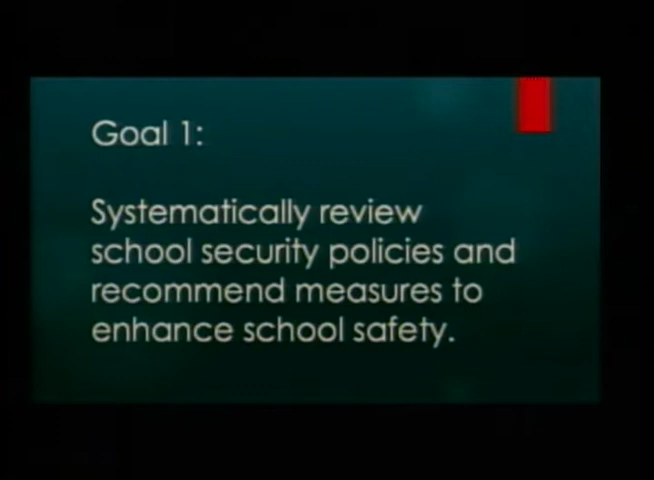 Goal 1:
Systematically review
school security policies and
recommend measures to
enhance school safety.